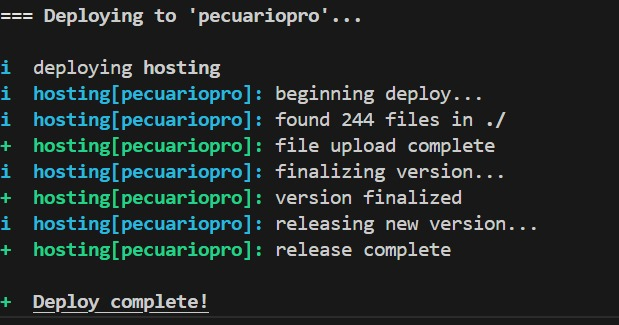 === Deploying to 'pecuariopro'...
i  deploying hosting
i  hosting[pecuariopro]: beginning deploy...
i  hosting[pecuariopro]: found 244 files in ./
+  hosting[pecuariopro]: file upload complete
i  hosting[pecuariopro]: finalizing version...
+  hosting[pecuariopro]: version finalized
i  hosting[pecuariopro]: releasing new version...
+  hosting[pecuariopro]: release complete
+  Deploy complete!